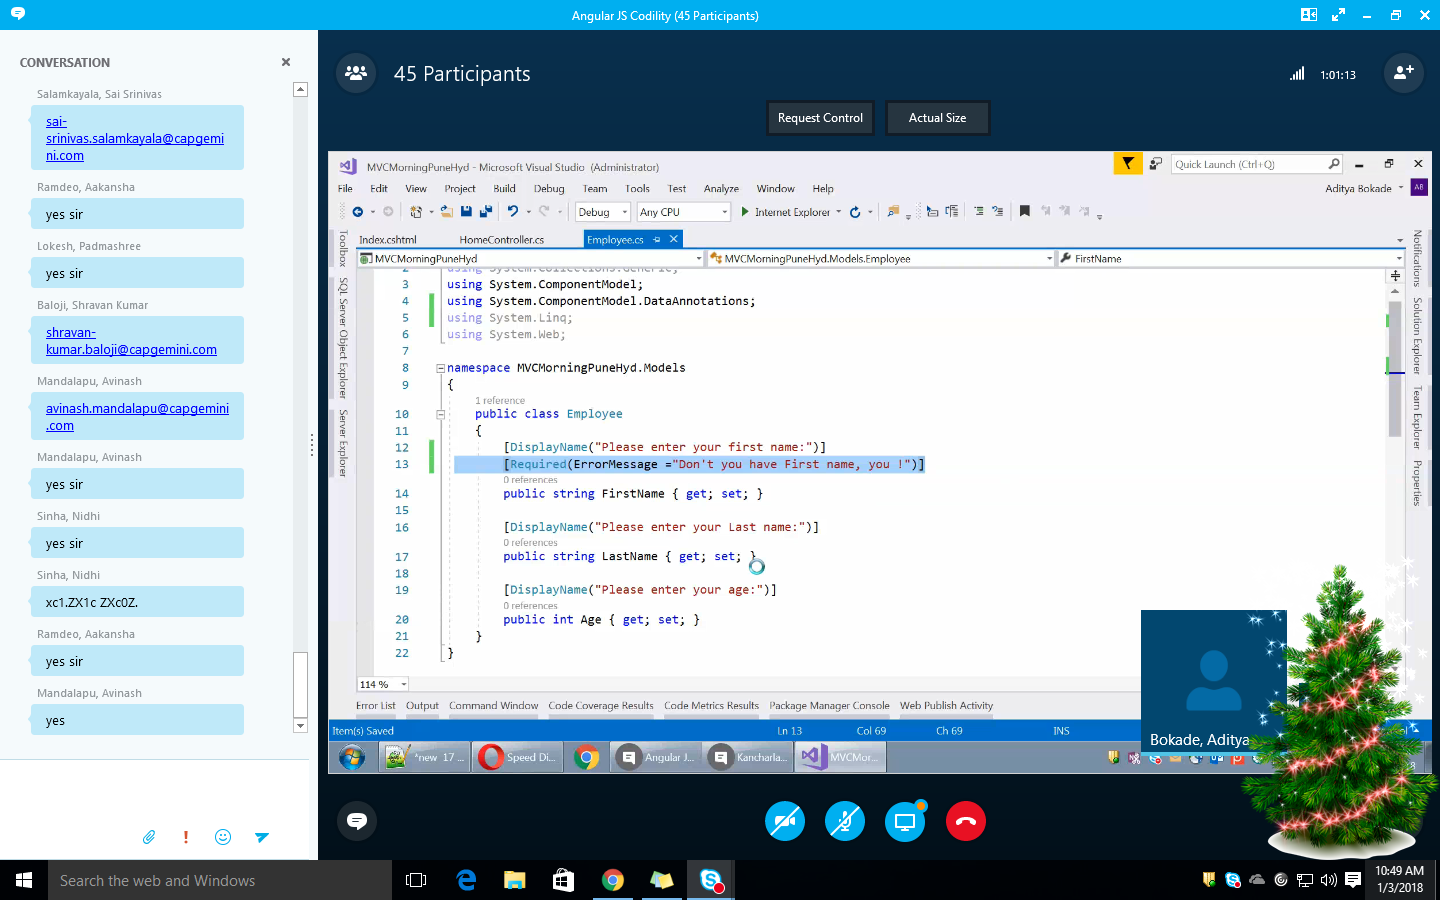 Angular JS Codility (45 Participants)
CONVERSATION
Salamkayala, Sai Srinivas
sai-
srinivas.salamkayala@capgemi
ni.com
Ramdeo, Aakansha
yes sir
Lokesh, Padmashree
yes sir
Baloji, Shravan Kumar
shravan-
kumar.baloji@capgemini.com
Mandalapu, Avinash
avinash.mandalapu@capgemini
.com
Mandalapu, Avinash
yes sir
Sinha, Nidhi
yes sir
Sinha, Nidhi
xc1.ZX1c ZXc0Z.
Ramdeo, Aakansha
yes sir
Mandalapu, Avinash
yes
45 Participants
1:01:13
Request Control
Actual Size
MVCMorningPuneHyd - Microsoft Visual Studio (Administrator)
Quick Launch (Ctrl+Q)
File Edit View Project Build Debug Team Tools Test Analyze Window Help
Aditya Bokade AB
Debug Any CPU Internet Explorer
Index.cshtml HomeController.cs Employee.cs
MVCMorningPuneHyd MVCMorningPuneHyd.Models.Employee FirstName
Toolbox
SQL Server Object Explorer
Server Explorer
2 using System.Collections.Generic;
3 using System.ComponentModel;
4 using System.ComponentModel.DataAnnotations;
5 using System.Linq;
6 using System.Web;
7
8 namespace MVCMorningPuneHyd.Models
9 {
1 reference
10 public class Employee
11 {
12 [DisplayName("Please enter your first name:")]
13 [Required(ErrorMessage ="Don't you have First name, you !")]
0 references
14 public string FirstName { get; set; }
15
16 [DisplayName("Please enter your Last name:")]
0 references
17 public string LastName { get; set; }
18
19 [DisplayName("Please enter your age:")]
0 references
20 public int Age { get; set; }
21 }
22 }
Notifications
Solution Explorer
Team Explorer
Properties
114 %
Error List Output Command Window Code Coverage Results Code Metrics Results Package Manager Console Web Publish Activity
Item(s) Saved Ln 13 Col 69 Ch 69 INS
*new 17 ... Speed Di... Angular J... Kancharla... MVCMor...
Bokade, Aditya
Search the web and Windows
10:49 AM
1/3/2018